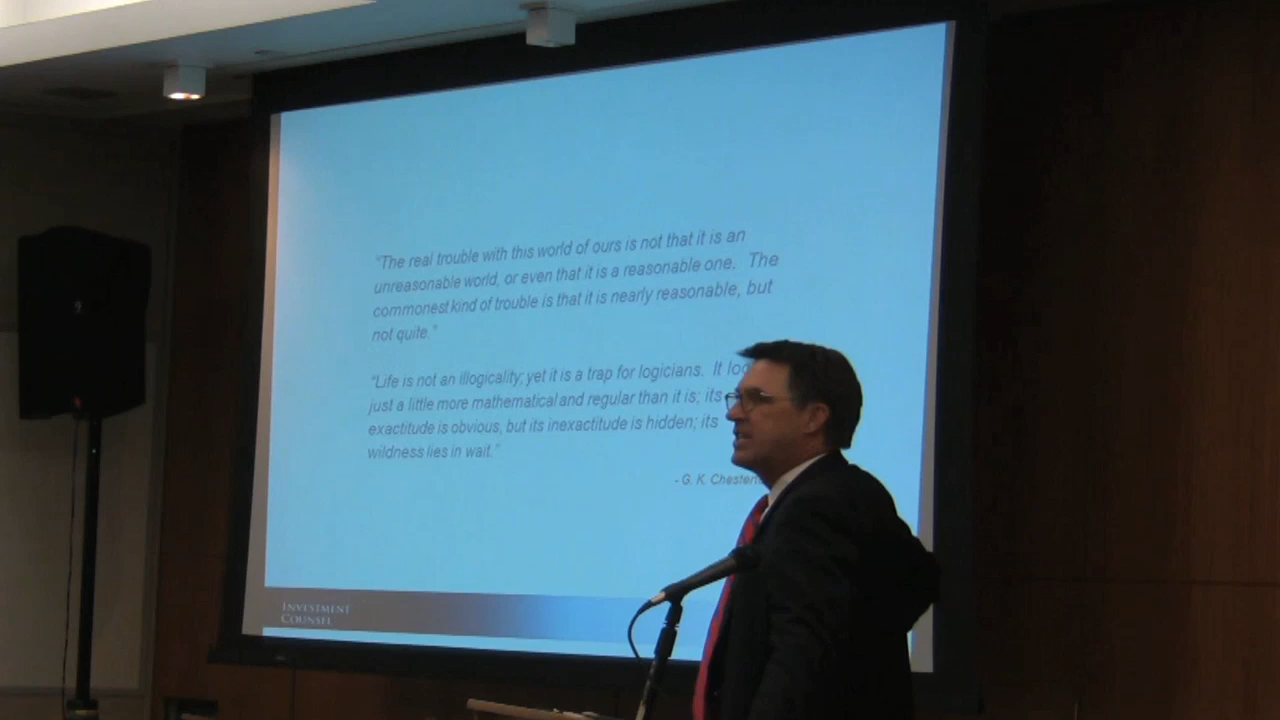 "The real trouble with this world of ours is not that it is an
unreasonable world, or even that it is a reasonable one. The
commonest kind of trouble is that it is nearly reasonable, but
not quite."
"Life is not an illogicality; yet it is a trap for logicians. It
just a little more mathematical and regular than it is; its
exactitude is obvious, but its inexactitude is hidden; its
wildness lies in wait."
- G. K.
INVESTMENT
COUNSEL